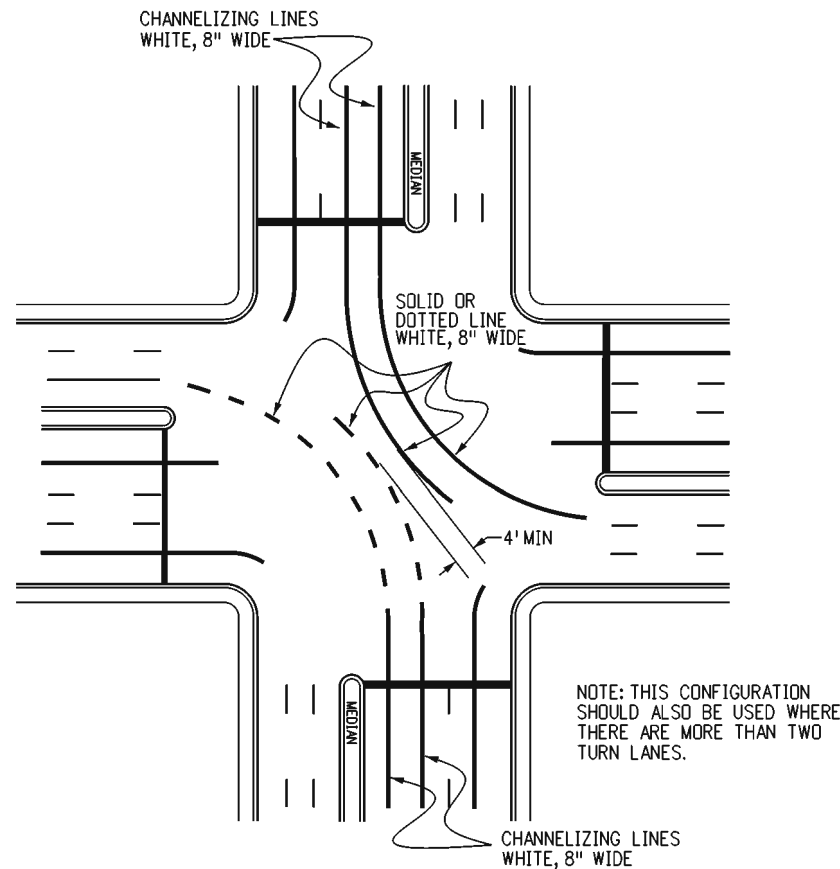 CHANNELIZING LINES
WHITE, 8" WIDE
MEDIAN
SOLID OR
DOTTED LINE
WHITE, 8" WIDE
4' MIN
MEDIAN
NOTE: THIS CONFIGURATION
SHOULD ALSO BE USED WHERE
THERE ARE MORE THAN TWO
TURN LANES.
CHANNELIZING LINES
WHITE, 8" WIDE